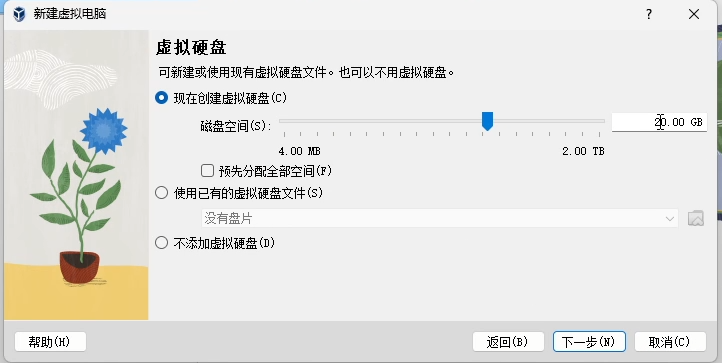 新建虚拟电脑
?
虚拟硬盘
可新建或使用现有虚拟硬盘文件。也可以不用虚拟硬盘。
现在创建虚拟硬盘(C)
磁盘空间(S):
20.00 GB
4.00 MB
2.00 TB
预先分配全部空间(F)
使用已有的虚拟硬盘文件(S)
没有盘片
不添加虚拟硬盘(D)
帮助(H)
返回(B)
下一步(N)
取消(C)